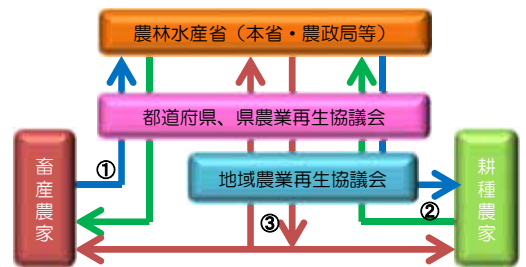 農林水産省（本省・農政局等）
都道府県、県農業再生協議会
地域農業再生協議会
畜産農家
耕種農家
①
②
③